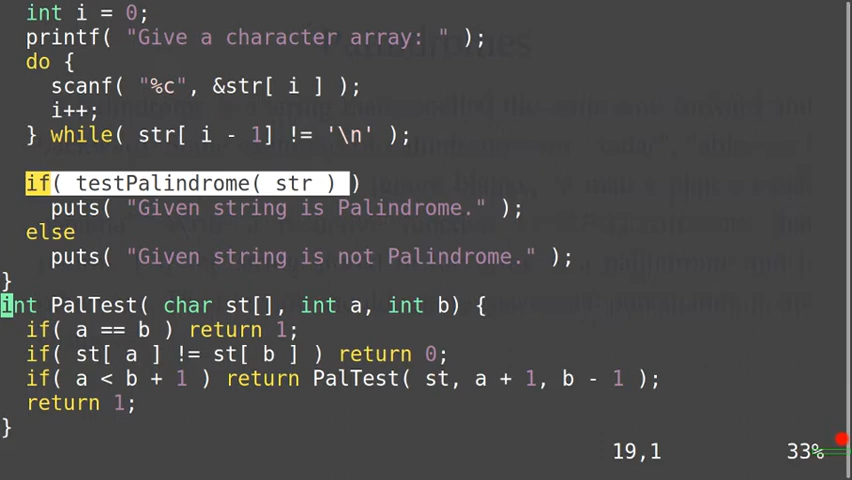 int i = 0;
printf( "Give a character array: " );
do {
scanf( "%c", &str[ i ] );
i++;
} while( str[ i - 1] != '\n' );
if( testPalindrome( str ) )
puts( "Given string is Palindrome." );
else
puts( "Given string is not Palindrome." );
}
int PalTest( char st[], int a, int b) {
if( a == b ) return 1;
if( st[ a ] != st[ b ] ) return 0;
if( a < b + 1 ) return PalTest( st, a + 1, b - 1 );
return 1;
}
19,1 33%